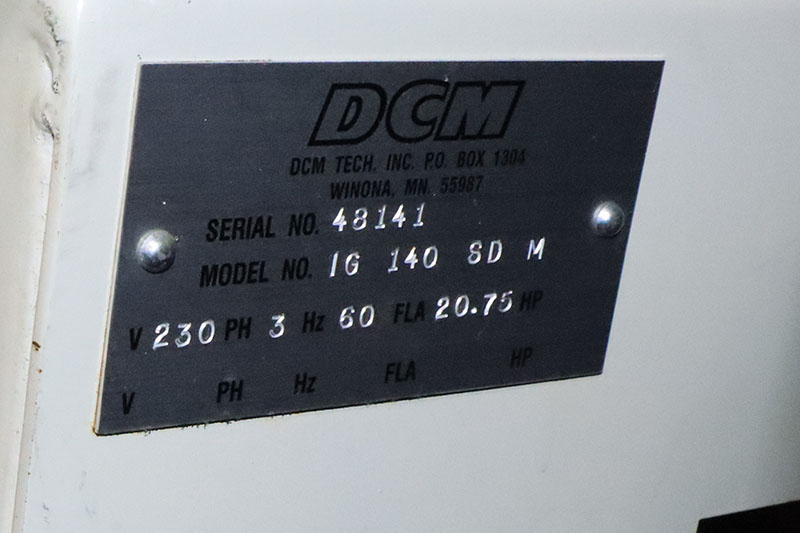 DCM
DCM TECH, INC. P.O. BOX 1304
WINONA, MN. 55987
SERIAL NO. 48141
MODEL NO. IG 140 SD M
V 230 PH 3 Hz 60 FLA 20.75 HP
V PH Hz FLA HP